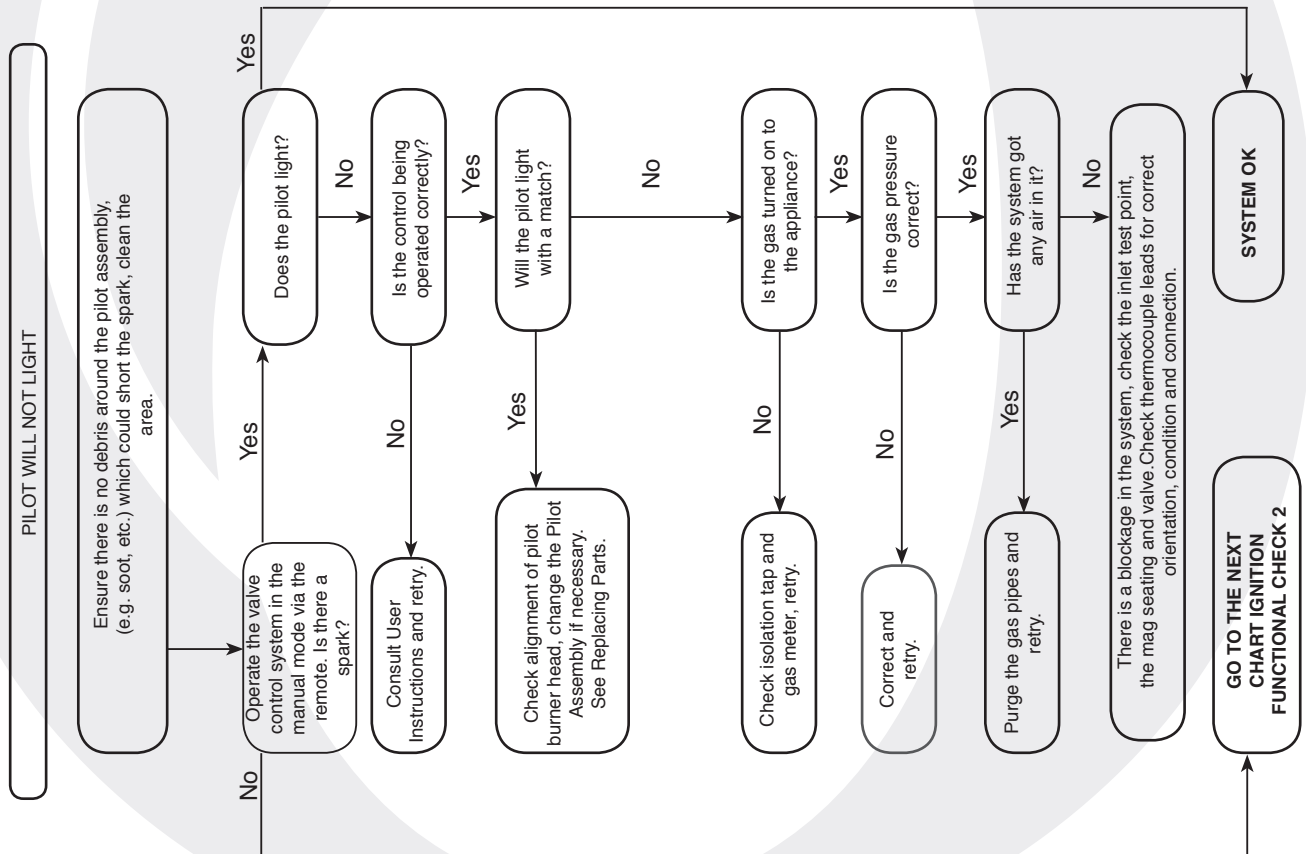 PILOT WILL NOT LIGHT
Ensure there is no debris around the pilot assembly,
(e.g. soot, etc.) which could short the spark, clean the
area.
Operate the valve
control system in the
manual mode via the
remote. Is there a
spark?
No
Yes
Does the pilot light?
Yes
No
Is the control being
operated correctly?
No
Consult User
Instructions and retry.
Yes
Will the pilot light
with a match?
Yes
Check alignment of pilot
burner head, change the Pilot
Assembly if necessary.
See Replacing Parts.
No
Is the gas turned on to
the appliance?
No
Check isolation tap and
gas meter, retry.
Yes
Is the gas pressure
correct?
No
Correct and
retry.
Yes
Has the system got
any air in it?
Yes
Purge the gas pipes and
retry.
No
There is a blockage in the system, check the inlet test point,
the mag seating and valve.Check thermocouple leads for correct
orientation, condition and connection.
GO TO THE NEXT
CHART IGNITION
FUNCTIONAL CHECK 2
SYSTEM OK